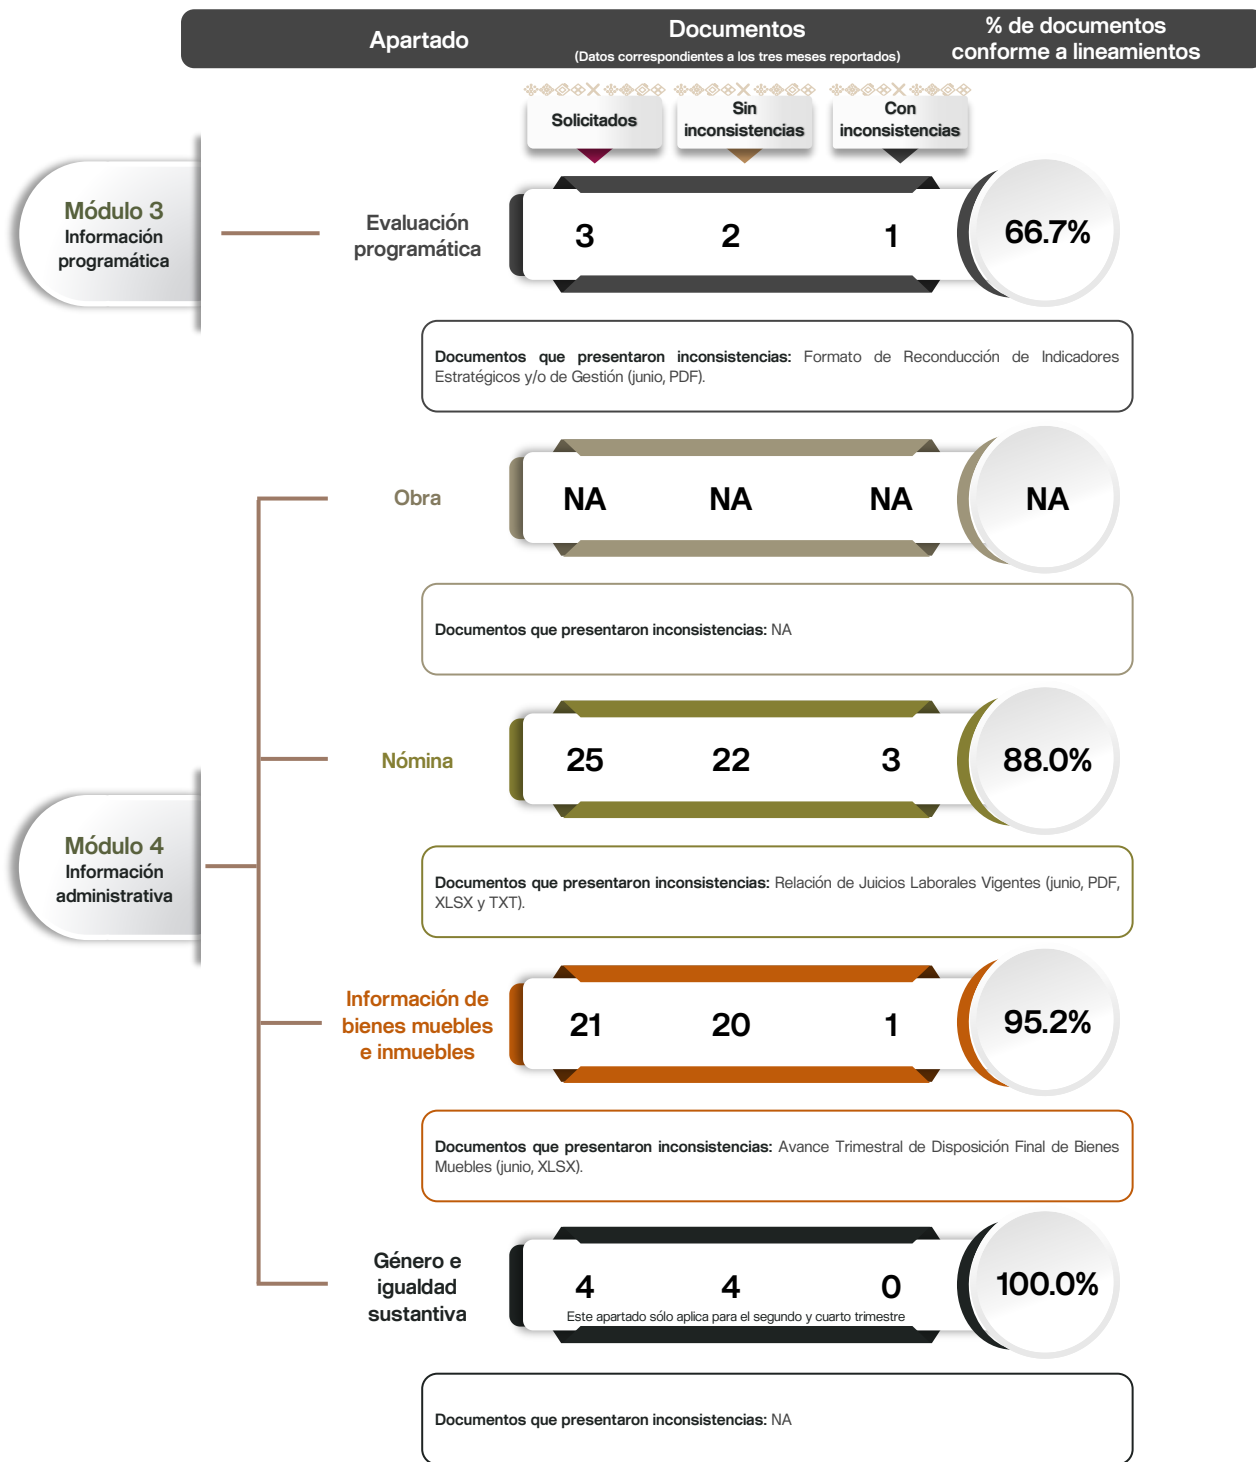 Apartado
Documentos
(Datos correspondientes a los tres meses reportados)
% de documentos
conforme a lineamientos
Solicitados
Sin
inconsistencias
Con
inconsistencias
Módulo 3
Información
programática
Evaluación
programática
3 2 1 66.7%
Documentos que presentaron inconsistencias: Formato de Reconducción de Indicadores
Estratégicos y/o de Gestión (junio, PDF).
Obra
NA NA NA NA
Documentos que presentaron inconsistencias: NA
Módulo 4
Información
administrativa
Nómina
25 22 3 88.0%
Documentos que presentaron inconsistencias: Relación de Juicios Laborales Vigentes (junio, PDF,
XLSX y TXT).
Información de
bienes muebles
e inmuebles
21 20 1 95.2%
Documentos que presentaron inconsistencias: Avance Trimestral de Disposición Final de Bienes
Muebles (junio, XLSX).
Género e
igualdad
sustantiva
4 4 0 100.0%
Este apartado sólo aplica para el segundo y cuarto trimestre
Documentos que presentaron inconsistencias: NA